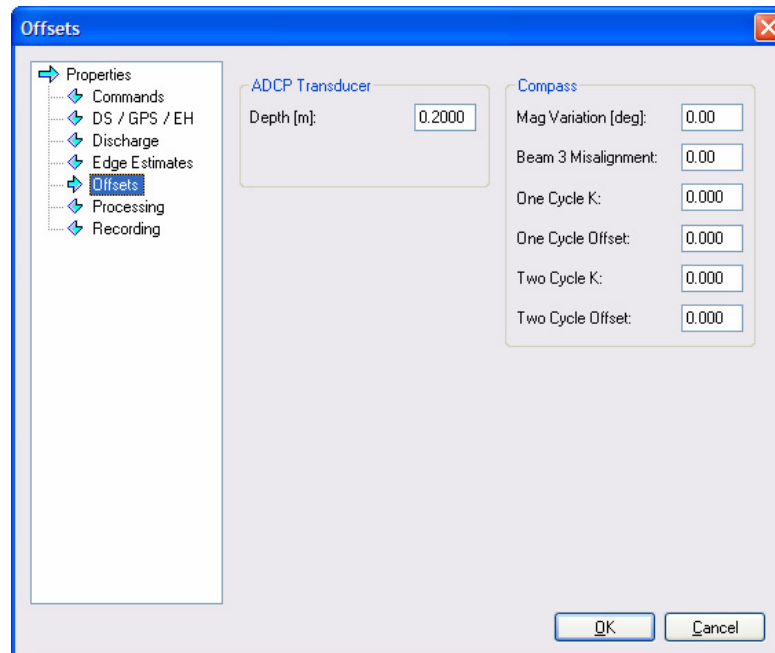 Offsets
Properties
Commands
DS / GPS / EH
Discharge
Edge Estimates
Offsets
Processing
Recording
ADCP Transducer
Depth [m]: 0.2000
Compass
Mag Variation [deg]: 0.00
Beam 3 Misalignment: 0.00
One Cycle K: 0.000
One Cycle Offset: 0.000
Two Cycle K: 0.000
Two Cycle Offset: 0.000
OK Cancel